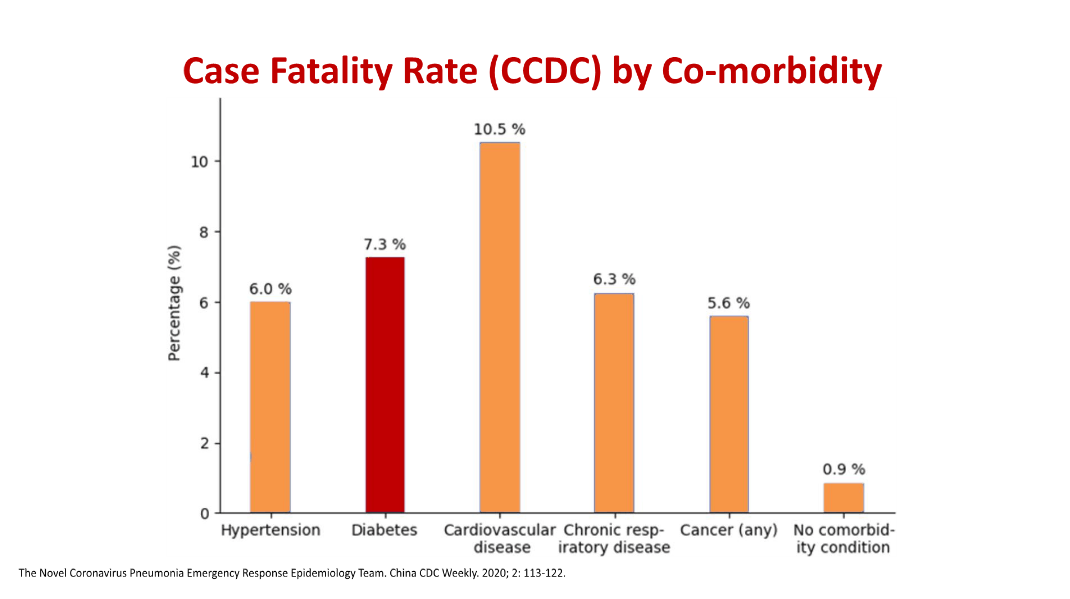 Case Fatality Rate (CCDC) by Co-morbidity
10.5 %
10
7.3 %
8
6.3 %
6.0 %
5.6 %
6
Percentage (%)
4
2
0.9 %
0
Hypertension Diabetes Cardiovascular Chronic resp- Cancer (any) No comorbid-
disease iratory disease ity condition
The Novel Coronavirus Pneumonia Emergency Response Epidemiology Team. China CDC Weekly. 2020; 2: 113-122.